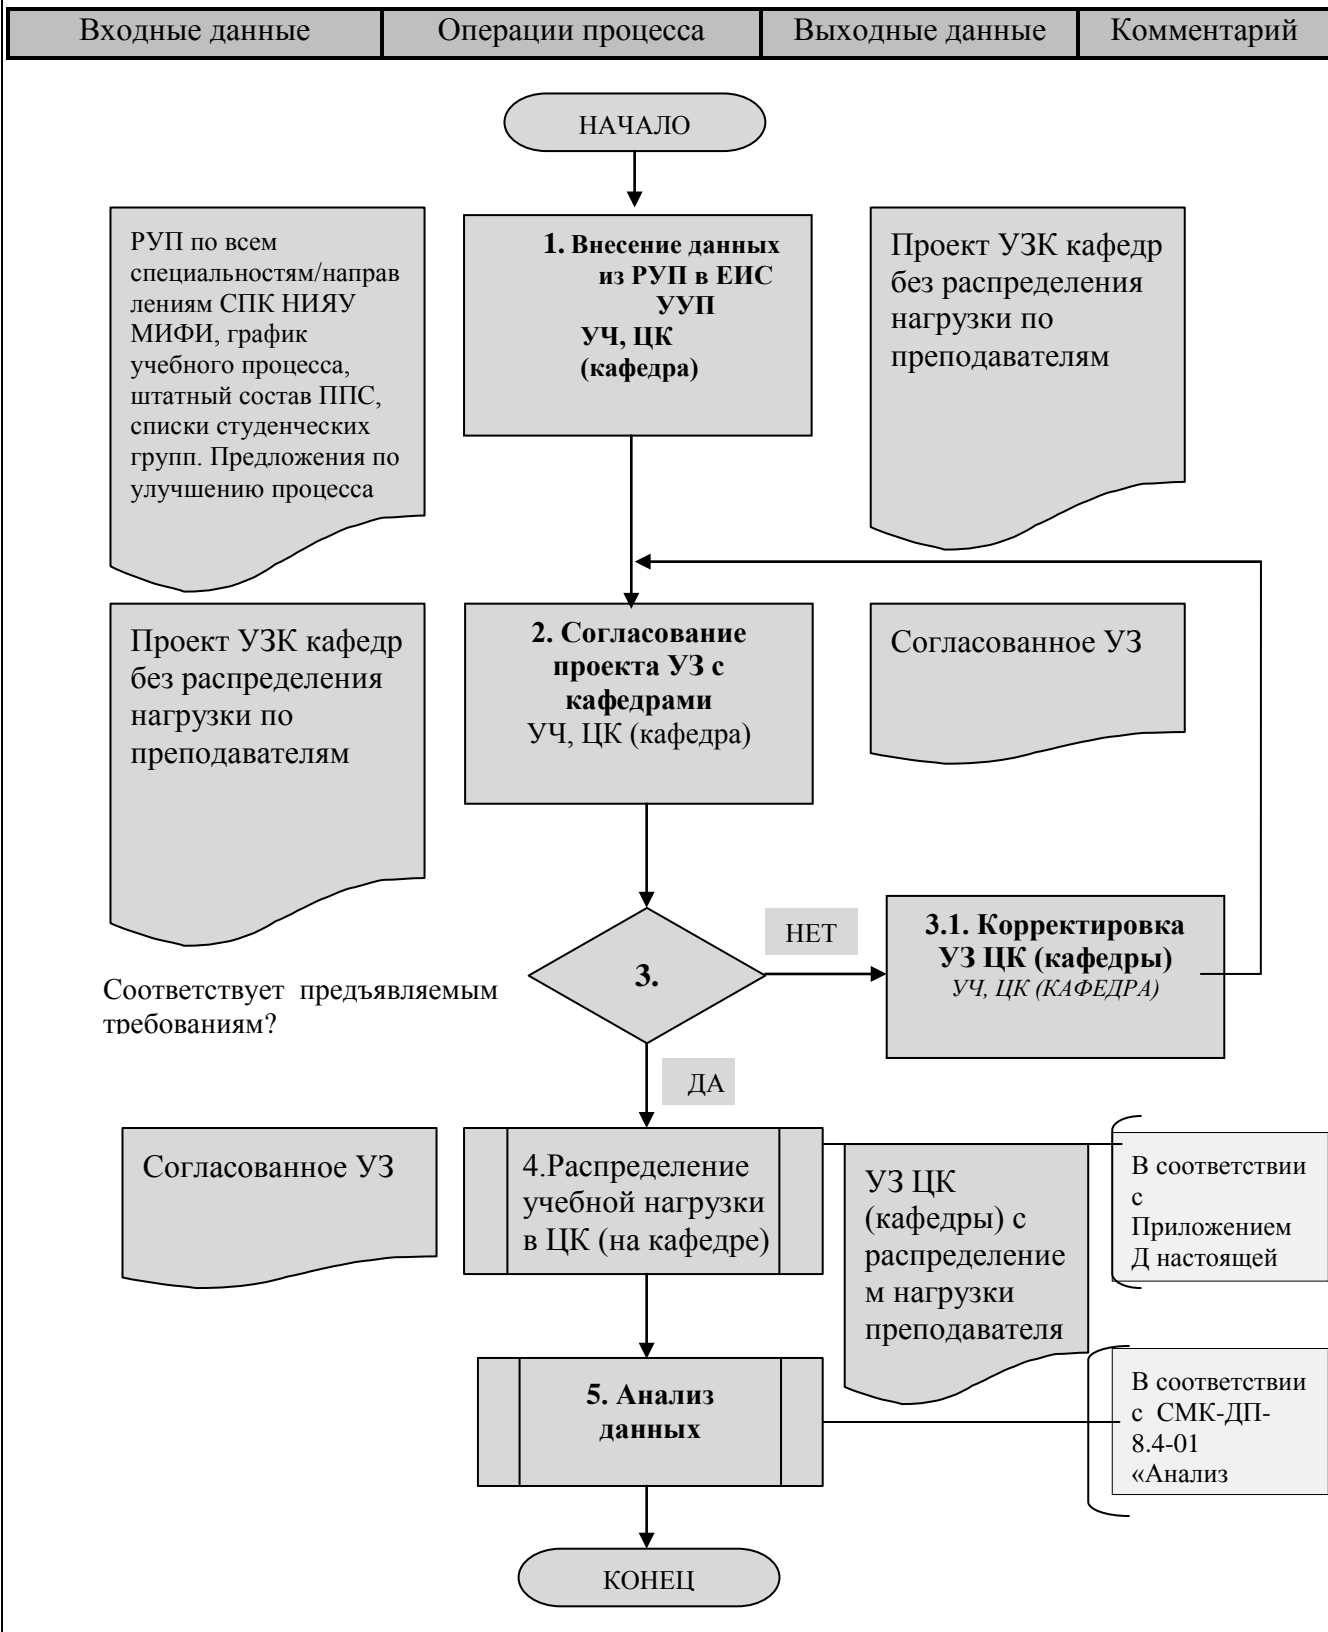 Входные данные
Операции процесса
Выходные данные
Комментарий
НАЧАЛО
РУП по всем
специальностям/направ
лениям СПК НИЯУ
МИФИ, график
учебного процесса,
штатный состав ППС,
списки студенческих
групп. Предложения по
улучшению процесса
1. Внесение данных
из РУП в ЕИС
УУП
УЧ, ЦК
(кафедра)
Проект УЗК кафедр
без распределения
нагрузки по
преподавателям
Проект УЗК кафедр
без распределения
нагрузки по
преподавателям
2. Согласование
проекта УЗ с
кафедрами
УЧ, ЦК (кафедра)
Согласованное УЗ
Соответствует предъявляемым
требованиям?
3.
НЕТ
3.1. Корректировка
УЗ ЦК (кафедры)
УЧ, ЦК (КАФЕДРА)
ДА
Согласованное УЗ
4.Распределение
учебной нагрузки
в ЦК (на кафедре)
УЗ ЦК
(кафедры) с
распределение
м нагрузки
преподавателя
В соответствии
с
Приложением
Д настоящей
5. Анализ
данных
В соответствии
с СМК-ДП-
8.4-01
«Анализ
КОНЕЦ